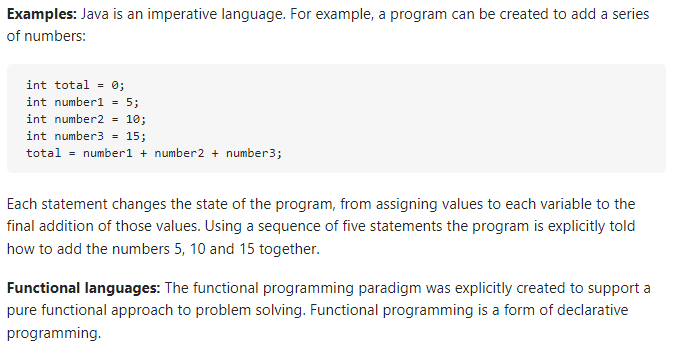 Examples: Java is an imperative language. For example, a program can be created to add a series
of numbers:
int total = 0;
int number1 = 5;
int number2 = 10;
int number3 = 15;
total = number1 + number2 + number3;
Each statement changes the state of the program, from assigning values to each variable to the
final addition of those values. Using a sequence of five statements the program is explicitly told
how to add the numbers 5, 10 and 15 together.
Functional languages: The functional programming paradigm was explicitly created to support a
pure functional approach to problem solving. Functional programming is a form of declarative
programming.